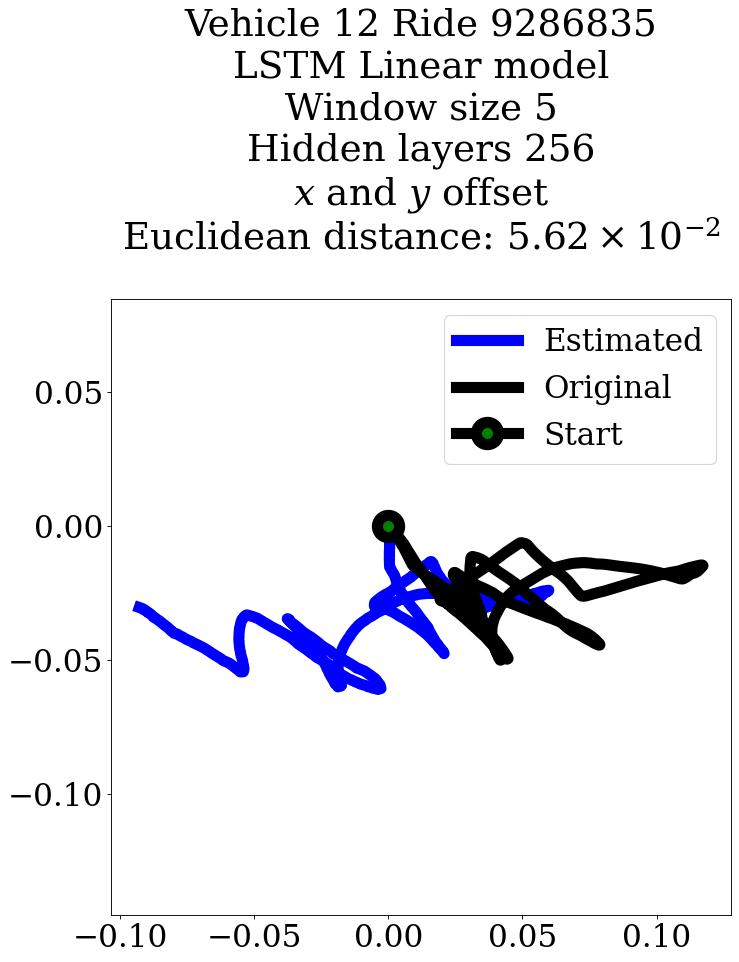 Vehicle 12 Ride 9286835
LSTM Linear model
Window size 5
Hidden layers 256
x and y offset
Euclidean distance: 5.62 × 10⁻²
Estimated
Original
Start
0.05
0.00
−0.05
−0.10
−0.10 −0.05 0.00 0.05 0.10